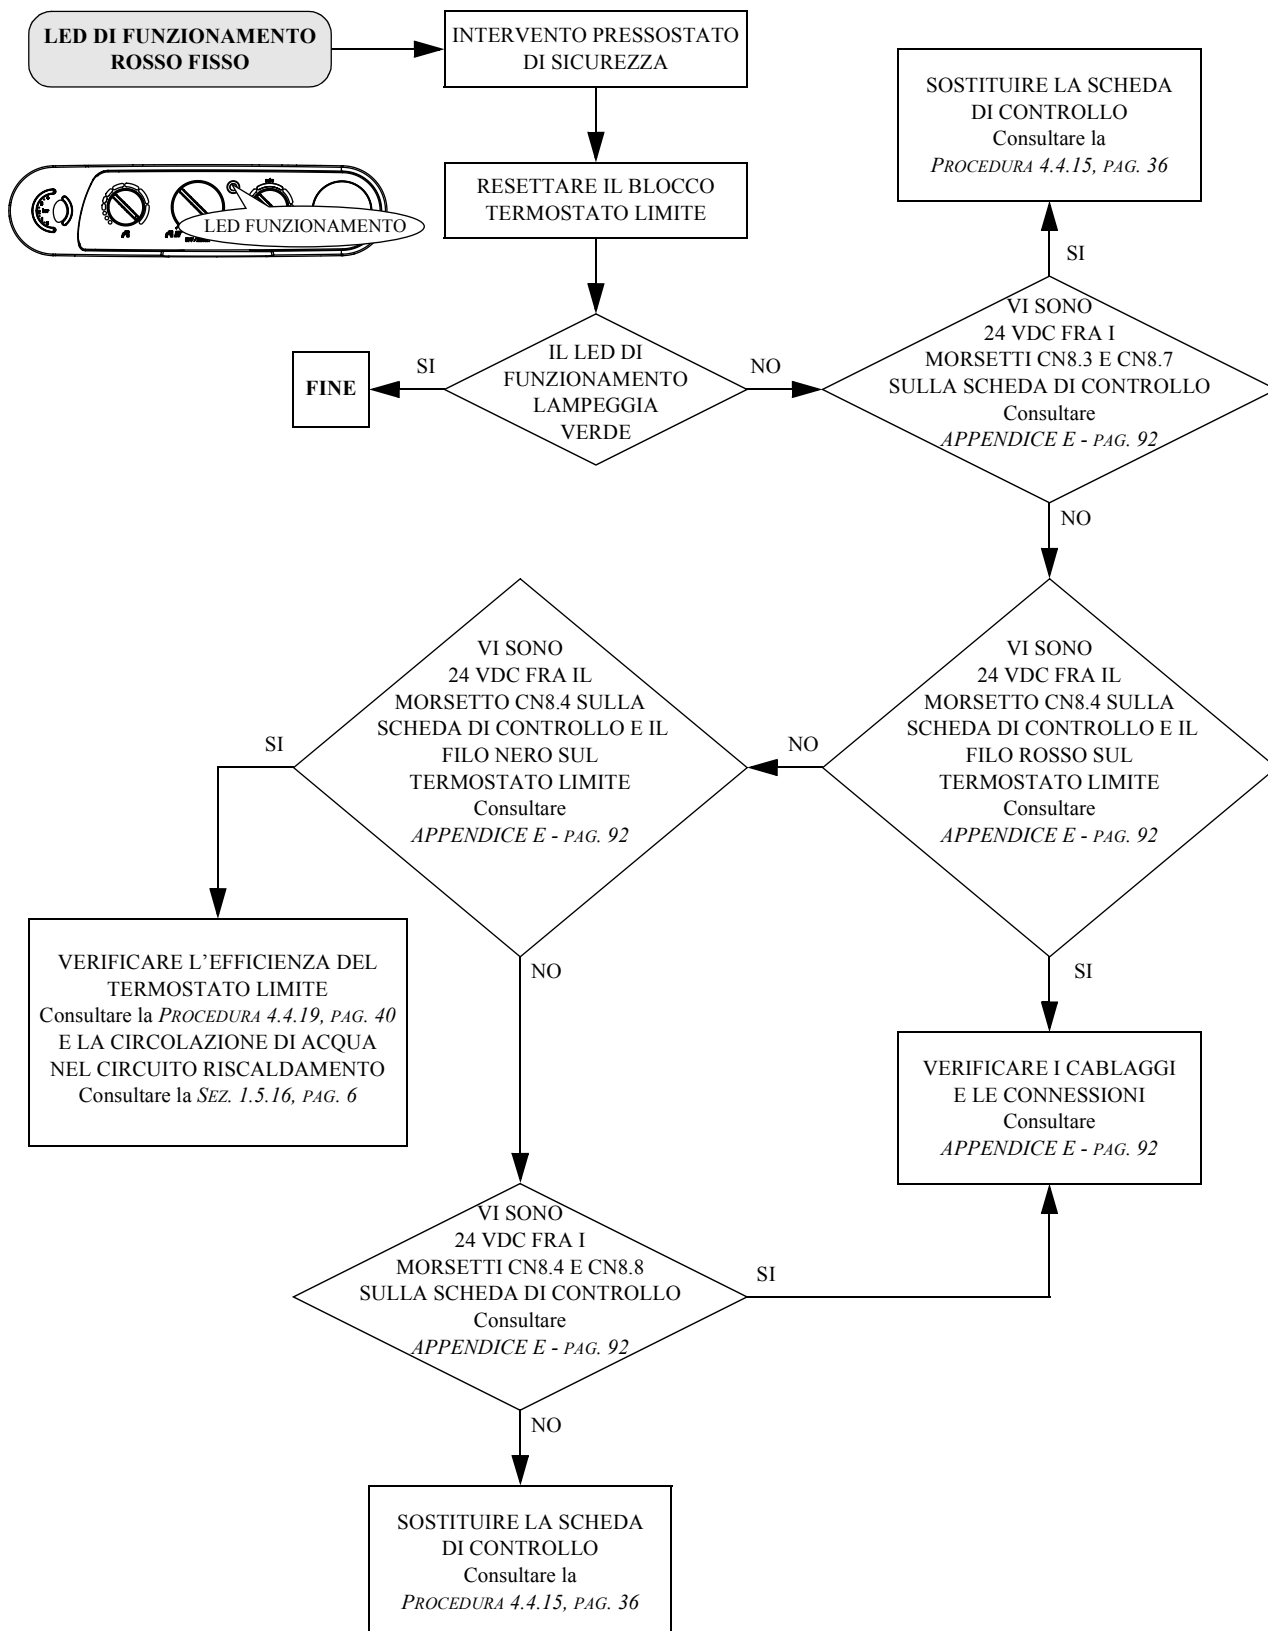 LED DI FUNZIONAMENTO
ROSSO FISSO
INTERVENTO PRESSOSTATO
DI SICUREZZA
SOSTITUIRE LA SCHEDA
DI CONTROLLO
Consultare la
PROCEDURA 4.4.15, PAG. 36
RESETTARE IL BLOCCO
TERMOSTATO LIMITE
LED FUNZIONAMENTO
SI
VI SONO
24 VDC FRA I
MORSETTI CN8.3 E CN8.7
SULLA SCHEDA DI CONTROLLO
Consultare
APPENDICE E - PAG. 92
IL LED DI
FUNZIONAMENTO
LAMPEGGIA
VERDE
SI
NO
FINE
NO
VI SONO
24 VDC FRA IL
MORSETTO CN8.4 SULLA
SCHEDA DI CONTROLLO E IL
FILO NERO SUL
TERMOSTATO LIMITE
Consultare
APPENDICE E - PAG. 92
SI
NO
VI SONO
24 VDC FRA IL
MORSETTO CN8.4 SULLA
SCHEDA DI CONTROLLO E IL
FILO ROSSO SUL
TERMOSTATO LIMITE
Consultare
APPENDICE E - PAG. 92
VERIFICARE L’EFFICIENZA DEL
TERMOSTATO LIMITE
Consultare la PROCEDURA 4.4.19, PAG. 40
E LA CIRCOLAZIONE DI ACQUA
NEL CIRCUITO RISCALDAMENTO
Consultare la SEZ. 1.5.16, PAG. 6
NO
SI
VERIFICARE I CABLAGGI
E LE CONNESSIONI
Consultare
APPENDICE E - PAG. 92
VI SONO
24 VDC FRA I
MORSETTI CN8.4 E CN8.8
SULLA SCHEDA DI CONTROLLO
Consultare
APPENDICE E - PAG. 92
SI
NO
SOSTITUIRE LA SCHEDA
DI CONTROLLO
Consultare la
PROCEDURA 4.4.15, PAG. 36